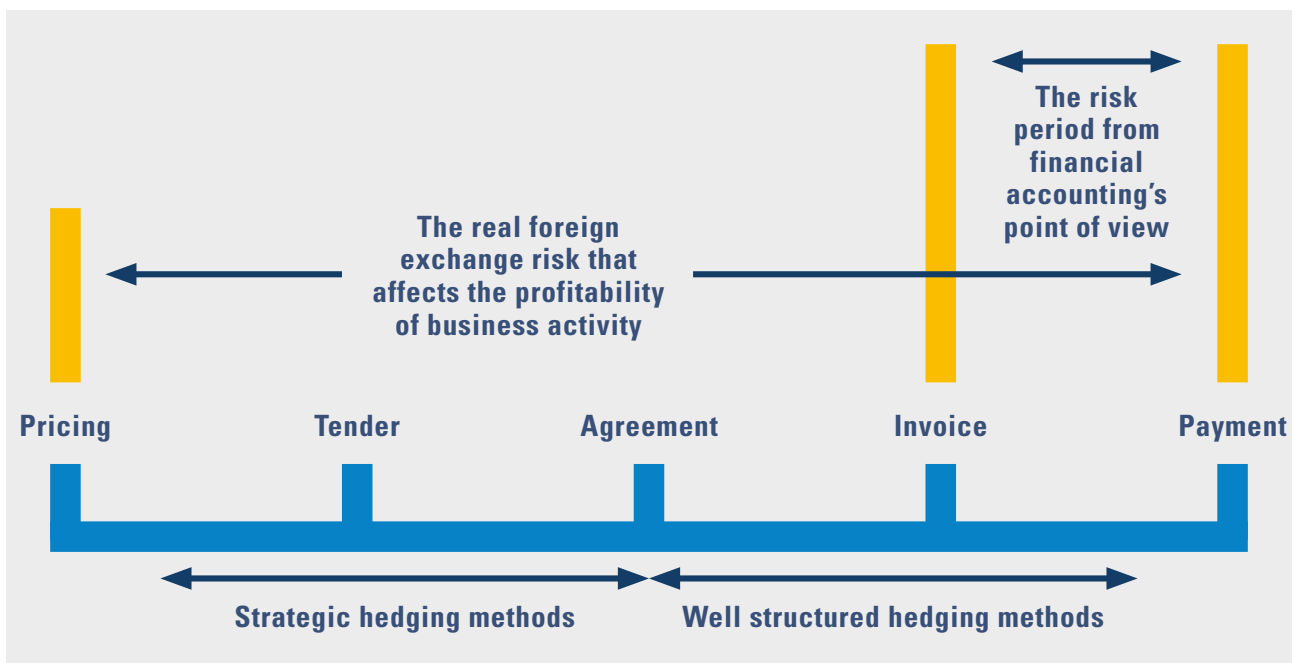 The risk
period from
financial
accounting's
point of view
The real foreign
exchange risk that
affects the profitability
of business activity
Pricing
Tender
Agreement
Invoice
Payment
Strategic hedging methods
Well structured hedging methods